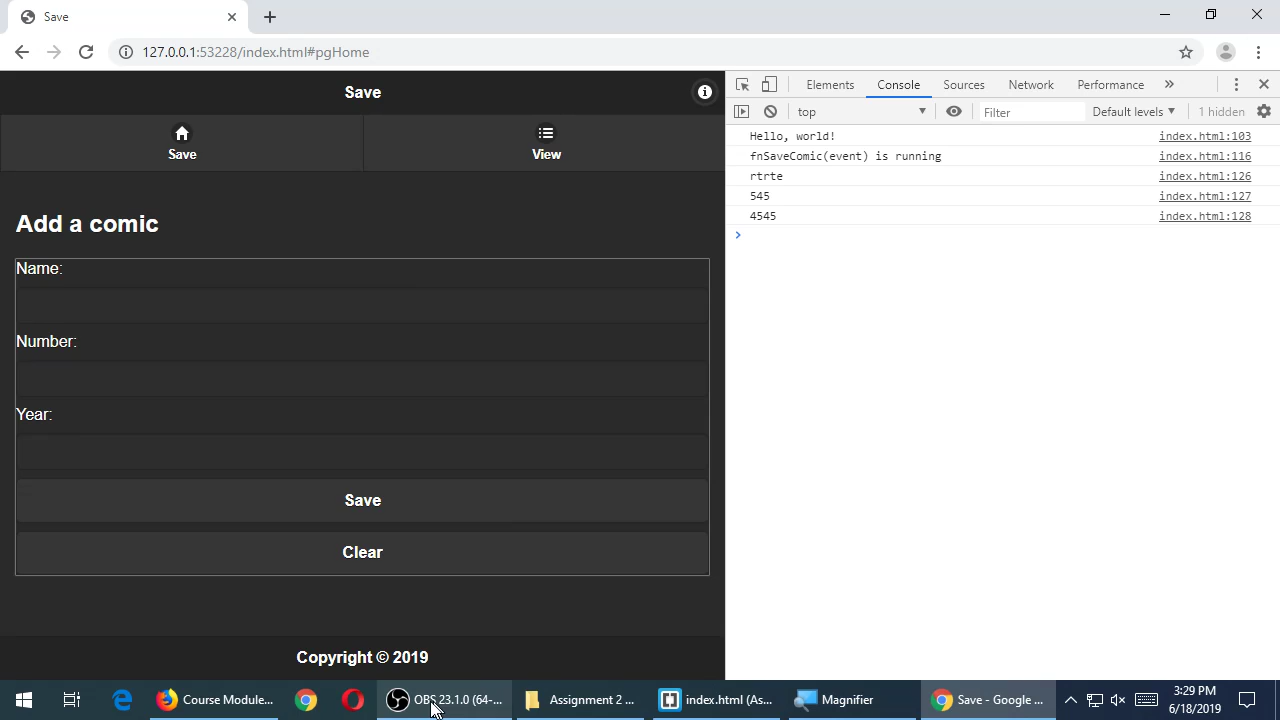 Save
127.0.0.1:53228/index.html#pgHome
Save
Save
View
Add a comic
Name:
Number:
Year:
Save
Clear
Copyright © 2019
Elements Console Sources Network Performance »
top Filter Default levels ▼ 1 hidden
Hello, world! index.html:103
fnSaveComic(event) is running index.html:116
rtrte index.html:126
545 index.html:127
4545 index.html:128
Course Module... OBS 23.1.0 (64-... Assignment 2 ... index.html (As... Magnifier Save - Google ...
3:29 PM
6/18/2019